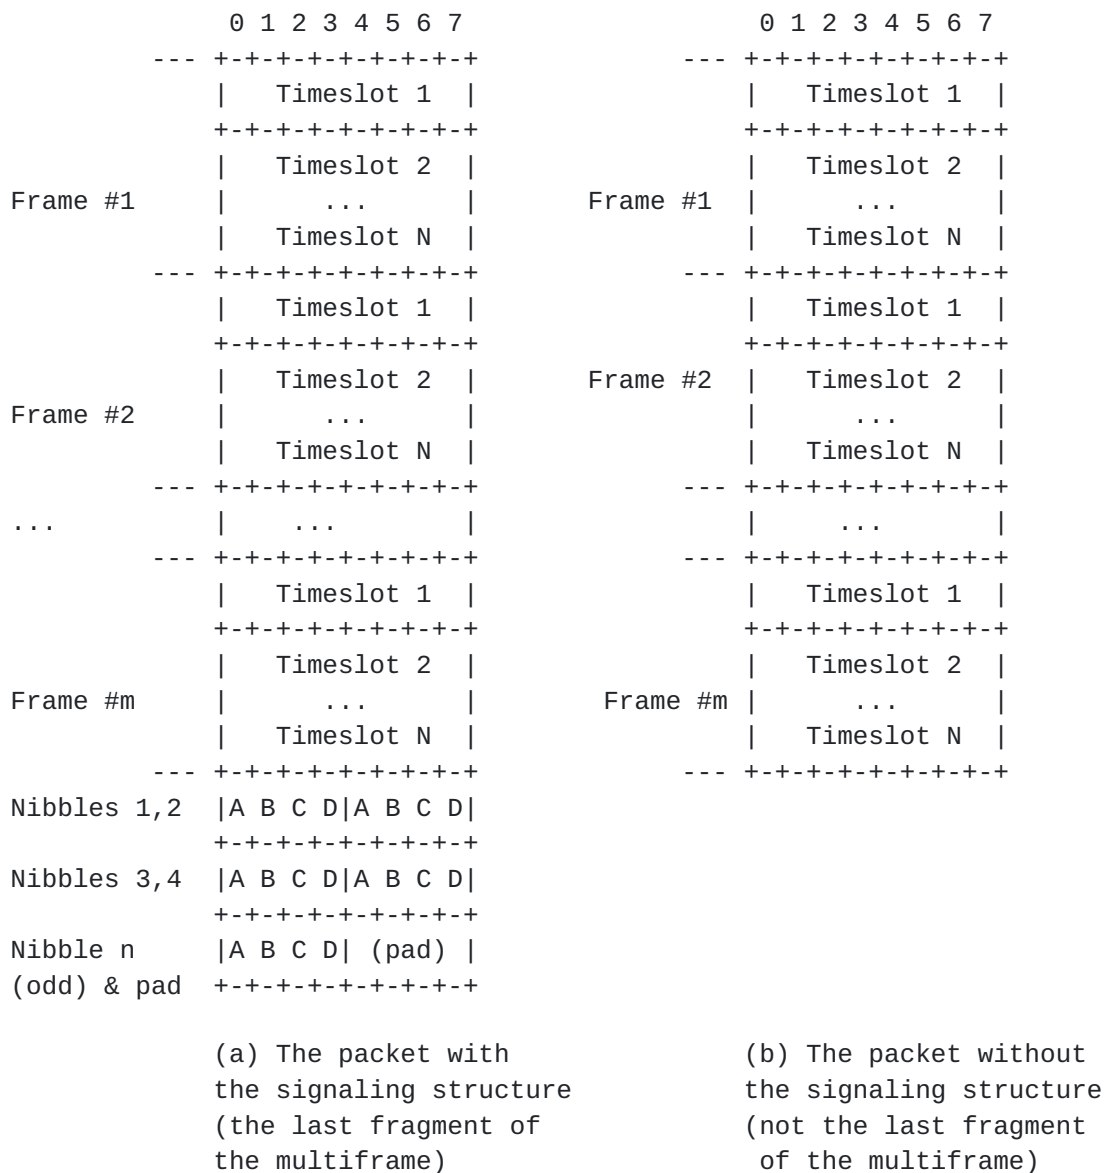 0 1 2 3 4 5 6 7                   0 1 2 3 4 5 6 7
         --- +-+-+-+-+-+-+-+-+             --- +-+-+-+-+-+-+-+-+
             |   Timeslot 1  |                 |   Timeslot 1  |
             +-+-+-+-+-+-+-+-+                 +-+-+-+-+-+-+-+-+
             |   Timeslot 2  |                 |   Timeslot 2  |
Frame #1     |      ...      |       Frame #1  |      ...      |
             |   Timeslot N  |                 |   Timeslot N  |
         --- +-+-+-+-+-+-+-+-+             --- +-+-+-+-+-+-+-+-+
             |   Timeslot 1  |                 |   Timeslot 1  |
             +-+-+-+-+-+-+-+-+                 +-+-+-+-+-+-+-+-+
             |   Timeslot 2  |       Frame #2  |   Timeslot 2  |
Frame #2     |      ...      |                 |      ...      |
             |   Timeslot N  |                 |   Timeslot N  |
         --- +-+-+-+-+-+-+-+-+             --- +-+-+-+-+-+-+-+-+
...          |    ...        |                 |     ...       |
         --- +-+-+-+-+-+-+-+-+             --- +-+-+-+-+-+-+-+-+
             |   Timeslot 1  |                 |   Timeslot 1  |
             +-+-+-+-+-+-+-+-+                 +-+-+-+-+-+-+-+-+
             |   Timeslot 2  |                 |   Timeslot 2  |
Frame #m     |      ...      |        Frame #m |      ...      |
             |   Timeslot N  |                 |   Timeslot N  |
         --- +-+-+-+-+-+-+-+-+             --- +-+-+-+-+-+-+-+-+
Nibbles 1,2  |A B C D|A B C D|
             +-+-+-+-+-+-+-+-+
Nibbles 3,4  |A B C D|A B C D|
             +-+-+-+-+-+-+-+-+
Nibble n     |A B C D| (pad) |
(odd) & pad  +-+-+-+-+-+-+-+-+

             (a) The packet with               (b) The packet without
             the signaling structure           the signaling structure
             (the last fragment of             (not the last fragment
             the multiframe)                    of the multiframe)